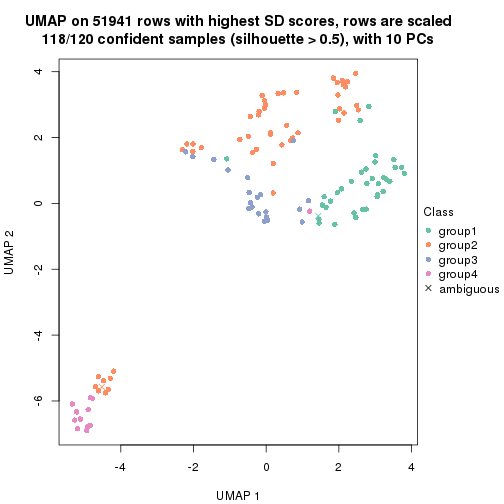 UMAP on 51941 rows with highest SD scores, rows are scaled
118/120 confident samples (silhouette > 0.5), with 10 PCs
4
2
0
-2
-4
-6
UMAP 2
-4
-2
0
2
4
UMAP 1
Class
group1
group2
group3
group4
ambiguous